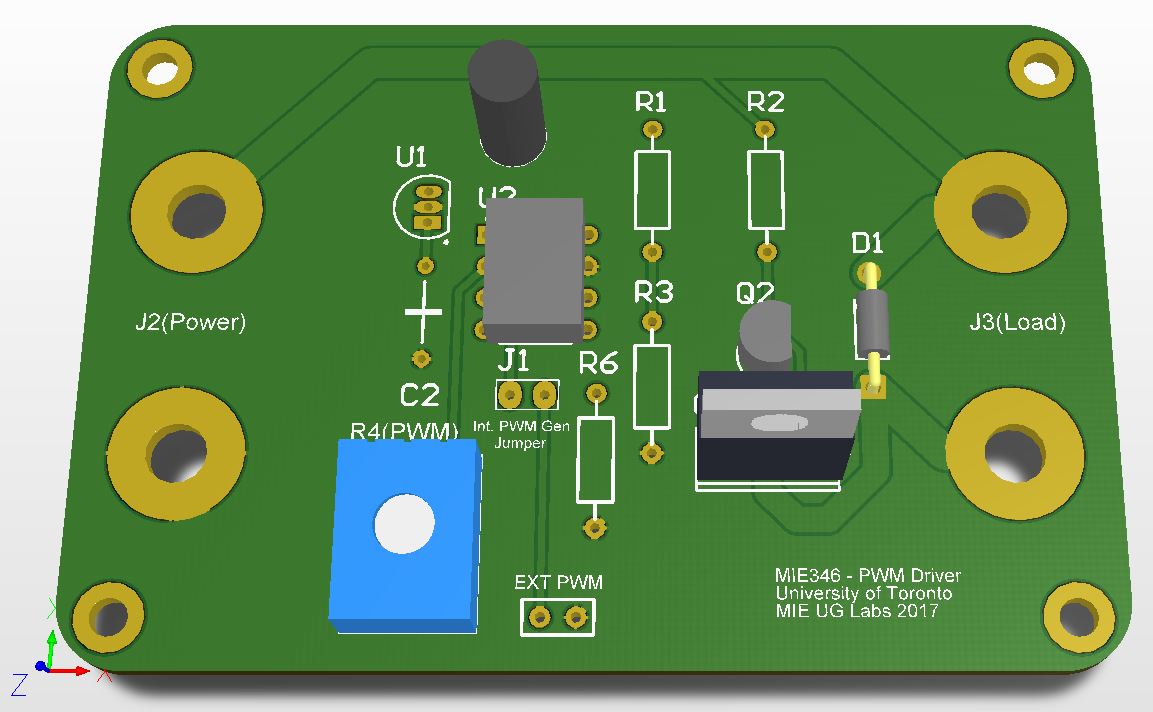 R1
R2
U1
U2
D1
J2(Power)
R3
Q2
J3(Load)
J1
R6
C2
R4(PWM)
Int. PWM Gen
Jumper
EXT PWM
MIE346 - PWM Driver
University of Toronto
MIE UG Labs 2017
X
Z